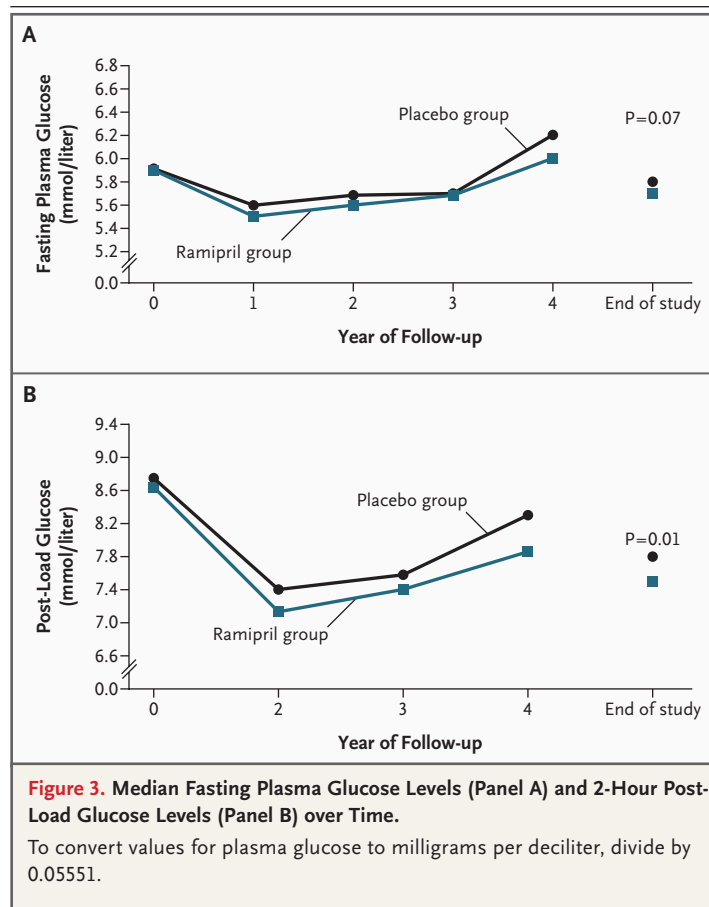 A
6.8
6.6
6.4
6.2
6.0
5.8
5.6
5.4
5.2
0.0
Fasting Plasma Glucose
(mmol/liter)
Placebo group
P=0.07
Ramipril group
0 1 2 3 4 End of study
Year of Follow-up
B
9.4
9.0
8.6
8.2
7.8
7.4
7.0
6.6
0.0
Post-Load Glucose
(mmol/liter)
Placebo group
P=0.01
Ramipril group
0 2 3 4 End of study
Year of Follow-up
Figure 3. Median Fasting Plasma Glucose Levels (Panel A) and 2-Hour Post-
Load Glucose Levels (Panel B) over Time.
To convert values for plasma glucose to milligrams per deciliter, divide by
0.05551.